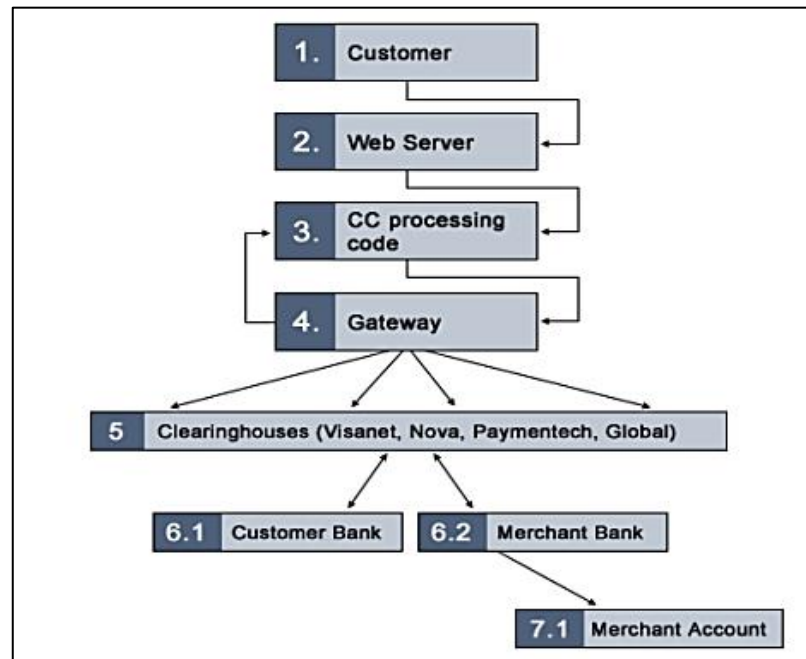 1. Customer
2. Web Server
3. CC processing
code
4. Gateway
5 Clearinghouses (Visanet, Nova, Paymentech, Global)
6.1 Customer Bank
6.2 Merchant Bank
7.1 Merchant Account